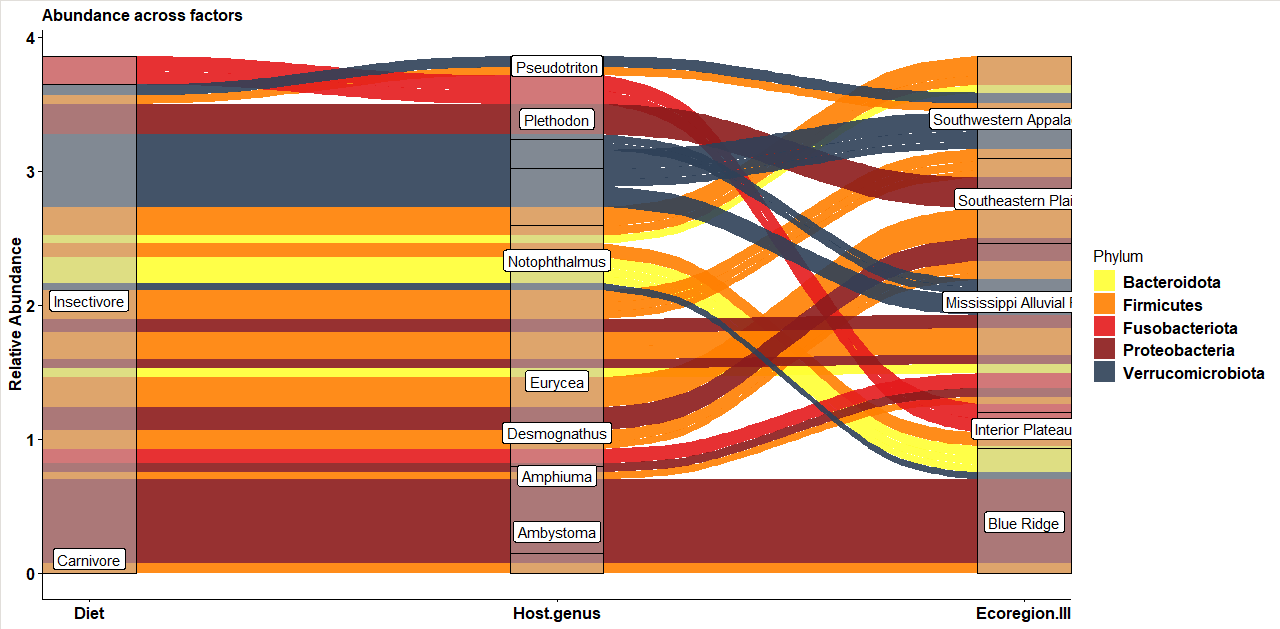 Abundance across factors
Relative Abundance
4
3
2
1
0
Insectivore
Carnivore
Pseudotriton
Plethodon
Notophthalmus
Eurycea
Desmognathus
Amphiuma
Ambystoma
Southwestern Appala
Southeastern Plai
Mississippi Alluvial
Interior Plateau
Blue Ridge
Diet
Host.genus
Ecoregion.III
Phylum
Bacteroidota
Firmicutes
Fusobacteriota
Proteobacteria
Verrucomicrobiota